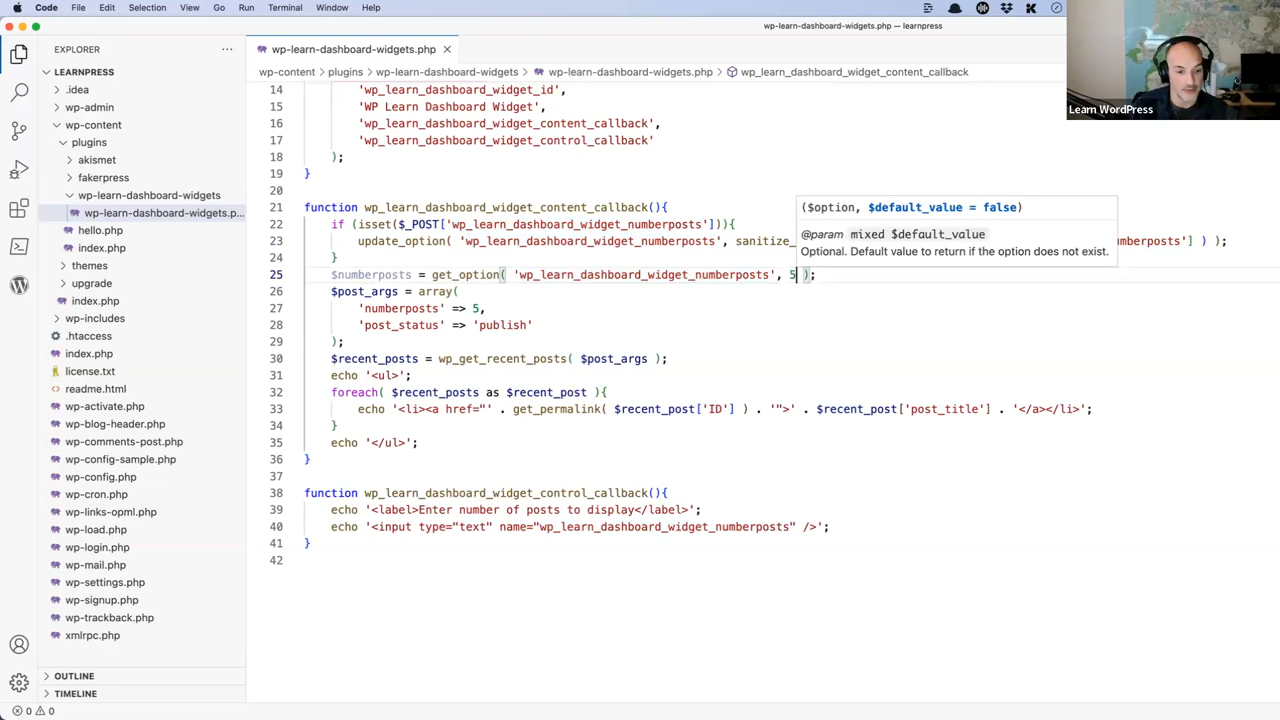 Code File Edit Selection View Go Run Terminal Window Help
wp-learn-dashboard-widgets.php — learnpress
Learn WordPress
EXPLORER
LEARNPRESS
.idea
wp-admin
wp-content
plugins
akismet
fakerpress
wp-learn-dashboard-widgets
wp-learn-dashboard-widgets.p...
hello.php
index.php
themes
upgrade
index.php
wp-includes
.htaccess
index.php
license.txt
readme.html
wp-activate.php
wp-blog-header.php
wp-comments-post.php
wp-config-sample.php
wp-config.php
wp-cron.php
wp-links-opml.php
wp-load.php
wp-login.php
wp-mail.php
wp-settings.php
wp-signup.php
wp-trackback.php
xmlrpc.php
OUTLINE
TIMELINE
0 0
wp-learn-dashboard-widgets.php
wp-content > plugins > wp-learn-dashboard-widgets > wp-learn-dashboard-widgets.php > wp_learn_dashboard_widget_content_callback
14 'wp_learn_dashboard_widget_id',
15 'WP Learn Dashboard Widget',
16 'wp_learn_dashboard_widget_content_callback',
17 'wp_learn_dashboard_widget_control_callback'
18 );
19 }
20
21 function wp_learn_dashboard_widget_content_callback(){
22 if (isset($_POST['wp_learn_dashboard_widget_numberposts'])){
23 update_option( 'wp_learn_dashboard_widget_numberposts', sanitize_ mberposts'] ) );
24 }
25 $numberposts = get_option( 'wp_learn_dashboard_widget_numberposts', 5 );
26 $post_args = array(
27 'numberposts' => 5,
28 'post_status' => 'publish'
29 );
30 $recent_posts = wp_get_recent_posts( $post_args );
31 echo '<ul>';
32 foreach( $recent_posts as $recent_post ){
33 echo '<li><a href="' . get_permalink( $recent_post['ID'] ) . '">' . $recent_post['post_title'] . '</a></li>';
34 }
35 echo '</ul>';
36 }
37
38 function wp_learn_dashboard_widget_control_callback(){
39 echo '<label>Enter number of posts to display</label>';
40 echo '<input type="text" name="wp_learn_dashboard_widget_numberposts" />';
41 }
42
($option, $default_value = false)
@param mixed $default_value
Optional. Default value to return if the option does not exist.